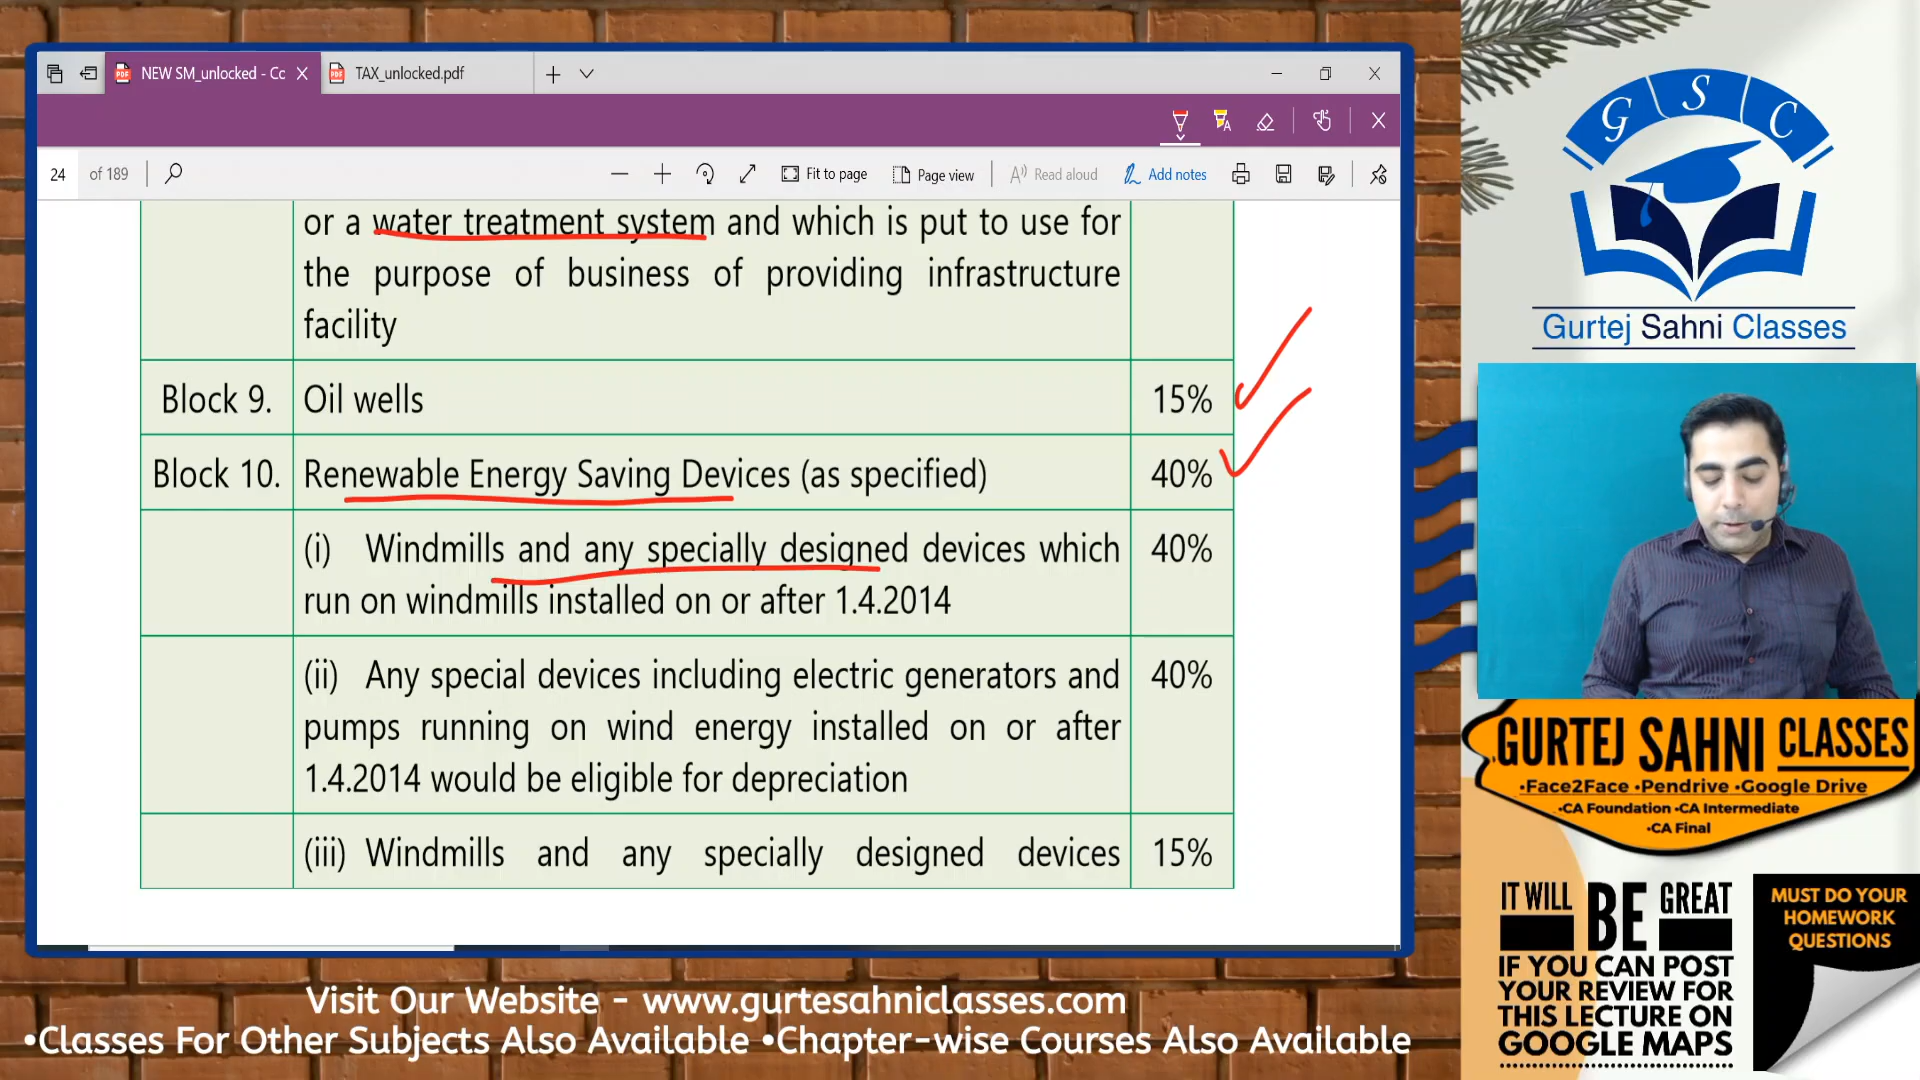 NEW SM_unlocked - Cc
TAX_unlocked.pdf
24 of 189
Fit to page
Page view
Read aloud
Add notes
or a water treatment system and which is put to use for
the purpose of business of providing infrastructure
facility
Block 9. Oil wells 15%
Block 10. Renewable Energy Saving Devices (as specified) 40%
(i) Windmills and any specially designed devices which 40%
run on windmills installed on or after 1.4.2014
(ii) Any special devices including electric generators and 40%
pumps running on wind energy installed on or after
1.4.2014 would be eligible for depreciation
(iii) Windmills and any specially designed devices 15%
G S C
Gurtej Sahni Classes
GURTEJ SAHNI CLASSES
•Face2Face •Pendrive •Google Drive
•CA Foundation •CA Intermediate
•CA Final
IT WILL BE GREAT
IF YOU CAN POST
YOUR REVIEW FOR
THIS LECTURE ON
GOOGLE MAPS
MUST DO YOUR
HOMEWORK
QUESTIONS
Visit Our Website - www.gurtesahniclasses.com
•Classes For Other Subjects Also Available •Chapter-wise Courses Also Available